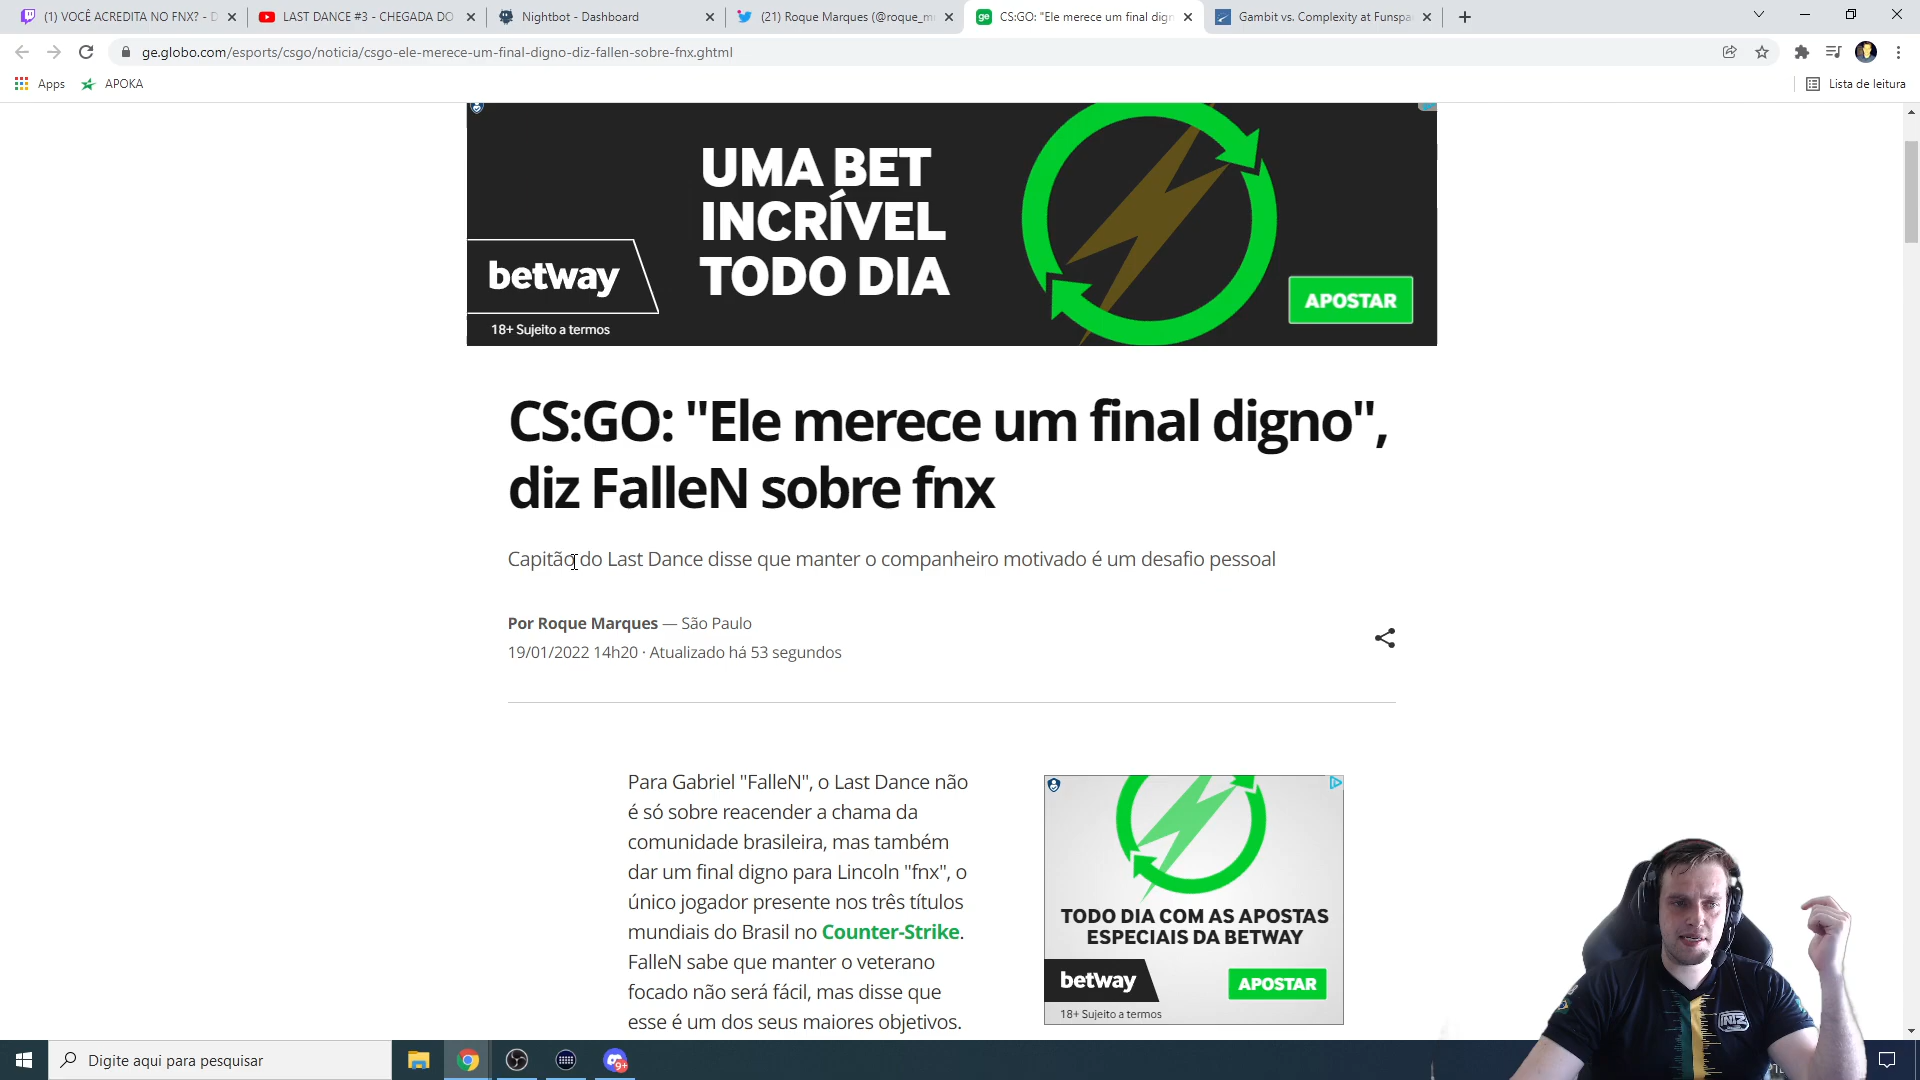 (1) VOCÊ ACREDITA NO FNX? - D
LAST DANCE #3 - CHEGADA DO
Nightbot - Dashboard
(21) Roque Marques (@roque_m
CS:GO: "Ele merece um final dign
Gambit vs. Complexity at Funspa
ge.globo.com/esports/csgo/noticia/csgo-ele-merece-um-final-digno-diz-fallen-sobre-fnx.ghtml
Apps
APOKA
Lista de leitura
UMA BET
INCRÍVEL
TODO DIA
betway
18+ Sujeito a termos
APOSTAR
CS:GO: "Ele merece um final digno",
diz FalleN sobre fnx
Capitão do Last Dance disse que manter o companheiro motivado é um desafio pessoal
Por Roque Marques — São Paulo
19/01/2022 14h20 · Atualizado há 53 segundos
Para Gabriel "FalleN", o Last Dance não
é só sobre reacender a chama da
comunidade brasileira, mas também
dar um final digno para Lincoln "fnx", o
único jogador presente nos três títulos
mundiais do Brasil no Counter-Strike.
FalleN sabe que manter o veterano
focado não será fácil, mas disse que
esse é um dos seus maiores objetivos.
TODO DIA COM AS APOSTAS
ESPECIAIS DA BETWAY
betway
APOSTAR
18+ Sujeito a termos
Digite aqui para pesquisar
9+